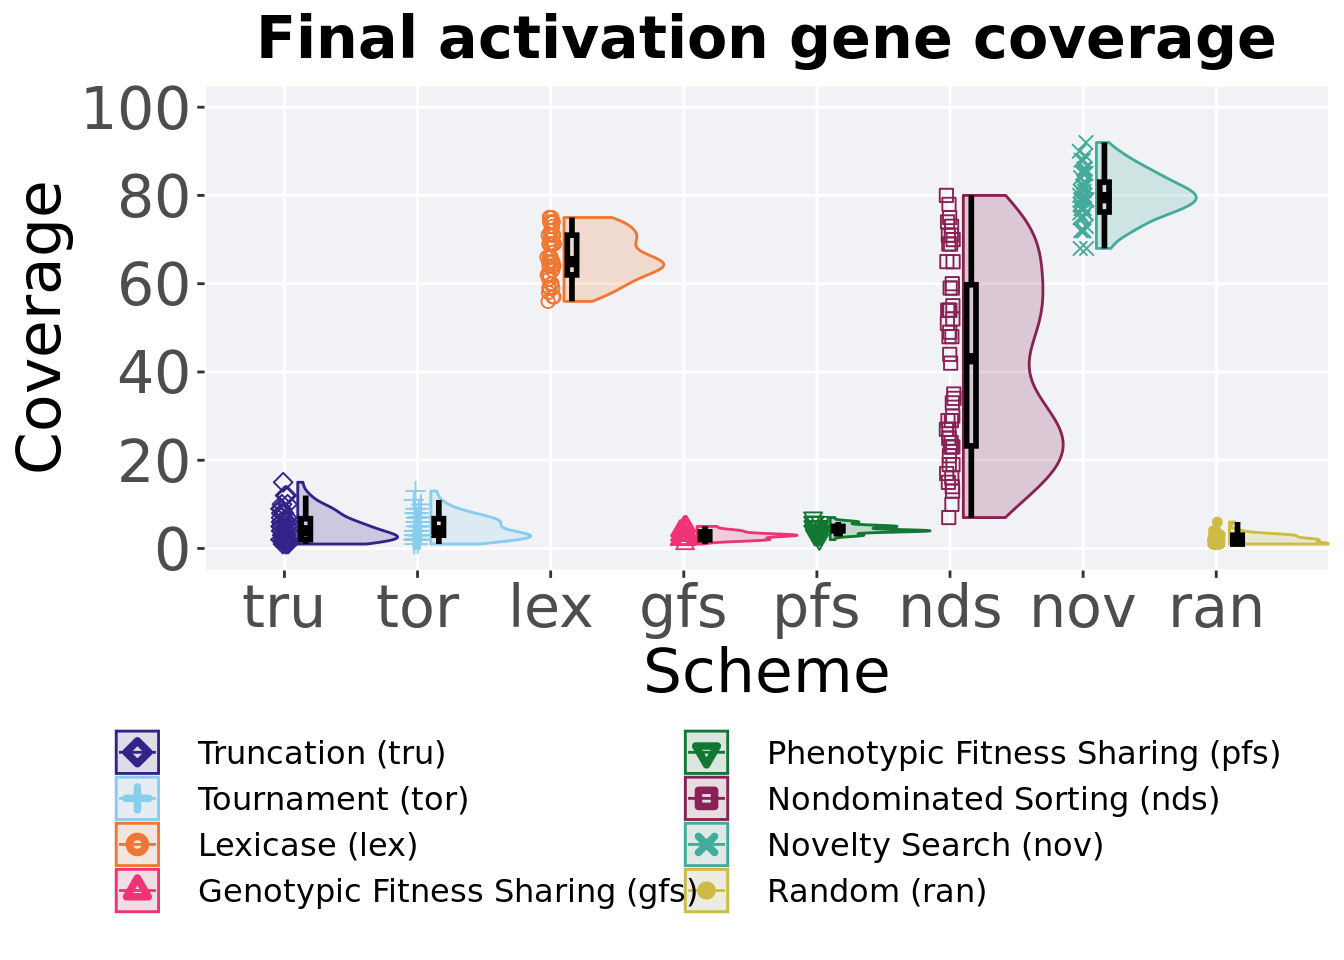 Final activation gene coverage
Coverage
100
80
60
40
20
0
tru tor lex gfs pfs nds nov ran
Scheme
Truncation (tru)
Tournament (tor)
Lexicase (lex)
Genotypic Fitness Sharing (gfs)
Phenotypic Fitness Sharing (pfs)
Nondominated Sorting (nds)
Novelty Search (nov)
Random (ran)